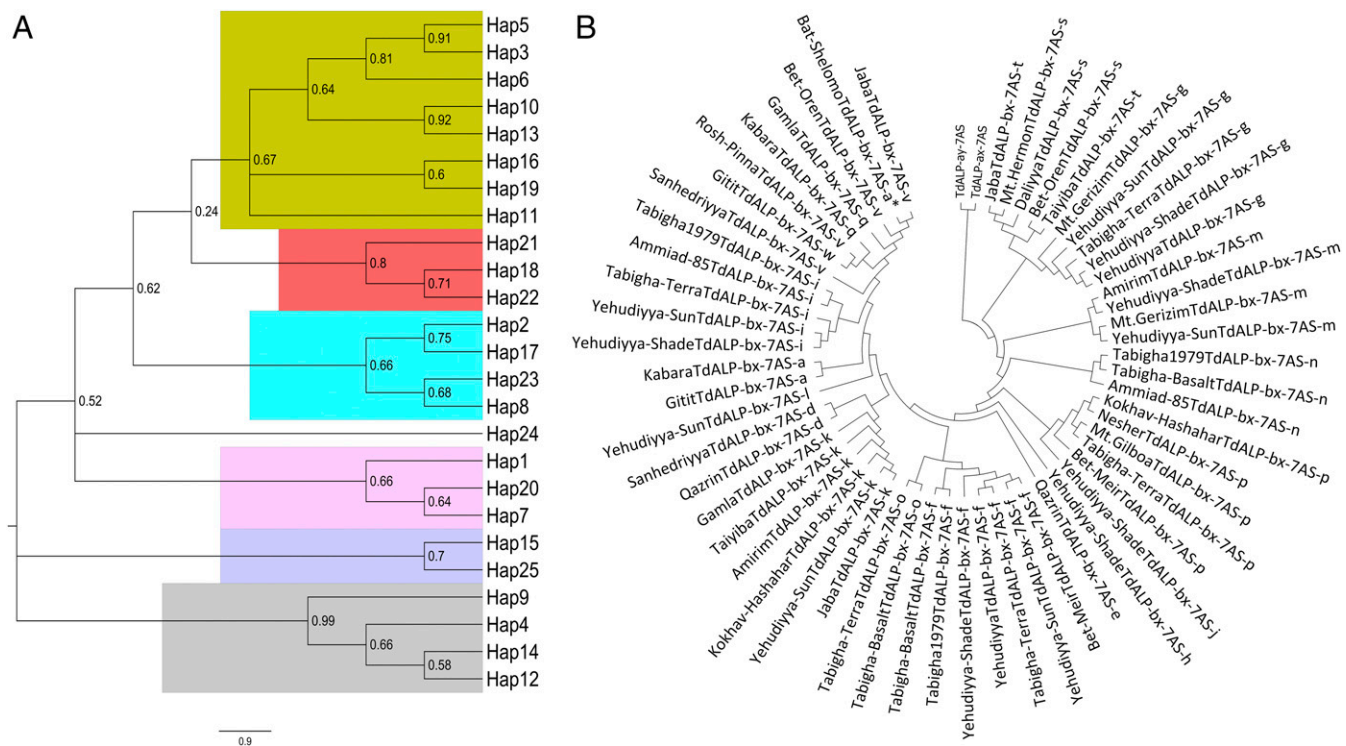 A
Hap5
0.91
Hap3
0.81
Hap6
0.64
Hap10
0.92
Hap13
0.67
Hap16
0.6
Hap19
0.24
Hap11
Hap21
0.8
Hap18
0.71
Hap22
0.62
Hap2
0.75
Hap17
0.66
Hap23
0.68
Hap8
0.52
Hap24
Hap1
0.66
Hap20
0.64
Hap7
Hap15
0.7
Hap25
Hap9
0.99
Hap4
0.66
Hap14
0.58
Hap12
0.9
B
TdALP-ay-7AS
TdALP-ax-7AS
JabaTdALP-bx-7AS-t
Mt.HermonTdALP-bx-7AS-s
DaliyyaTdALP-bx-7AS-s
Bet-OrenTdALP-bx-7AS-s
TaiyibaTdALP-bx-7AS-t
Mt.GerizimTdALP-bx-7AS-g
Yehudiyya-SunTdALP-bx-7AS-g
Tabigha-TerraTdALP-bx-7AS-g
Yehudiyya-ShadeTdALP-bx-7AS-g
YehudiyyaTdALP-bx-7AS-g
AmirimTdALP-bx-7AS-m
Yehudiyya-ShadeTdALP-bx-7AS-m
Mt.GerizimTdALP-bx-7AS-m
Yehudiyya-SunTdALP-bx-7AS-m
Tabigha1979TdALP-bx-7AS-n
Tabigha-BasaltTdALP-bx-7AS-n
Ammiad-85TdALP-bx-7AS-n
Kokhav-HashaharTdALP-bx-7AS-p
NesherTdALP-bx-7AS-p
Mt.GilboaTdALP-bx-7AS-p
Tabigha-TerraTdALP-bx-7AS-p
Bet-MeirTdALP-bx-7AS-p
Yehudiyya-ShadeTdALP-bx-7AS-j
Yehudiyya-ShadeTdALP-bx-7AS-h
QazrinTdALP-bx-7AS-e
Bet-MeirTdALP-bx-7AS-f
Yehudiyya-SunTdALP-bx-7AS-f
Tabigha-TerraTdALP-bx-7AS-f
YehudiyyaTdALP-bx-7AS-f
Yehudiyya-ShadeTdALP-bx-7AS-f
Tabigha1979TdALP-bx-7AS-f
Tabigha-BasaltTdALP-bx-7AS-f
Tabigha-BasaltTdALP-bx-7AS-o
Tabigha-TerraTdALP-bx-7AS-o
JabaTdALP-bx-7AS-k
Yehudiyya-SunTdALP-bx-7AS-k
Kokhav-HashaharTdALP-bx-7AS-k
AmirimTdALP-bx-7AS-k
TaiyibaTdALP-bx-7AS-k
GamlaTdALP-bx-7AS-k
QazrinTdALP-bx-7AS-d
SanhedriyyaTdALP-bx-7AS-d
Yehudiyya-SunTdALP-bx-7AS-l
GititTdALP-bx-7AS-a
KabaraTdALP-bx-7AS-a
Yehudiyya-ShadeTdALP-bx-7AS-i
Yehudiyya-SunTdALP-bx-7AS-i
Tabigha-TerraTdALP-bx-7AS-i
Ammiad-85TdALP-bx-7AS-i
Tabigha1979TdALP-bx-7AS-i
SanhedriyyaTdALP-bx-7AS-v
GititTdALP-bx-7AS-w
Rosh-PinnaTdALP-bx-7AS-v
KabaraTdALP-bx-7AS-q
GamlaTdALP-bx-7AS-q
Bet-OrenTdALP-bx-7AS-v
Bat-ShelomoTdALP-bx-7AS-a*
JabaTdALP-bx-7AS-v